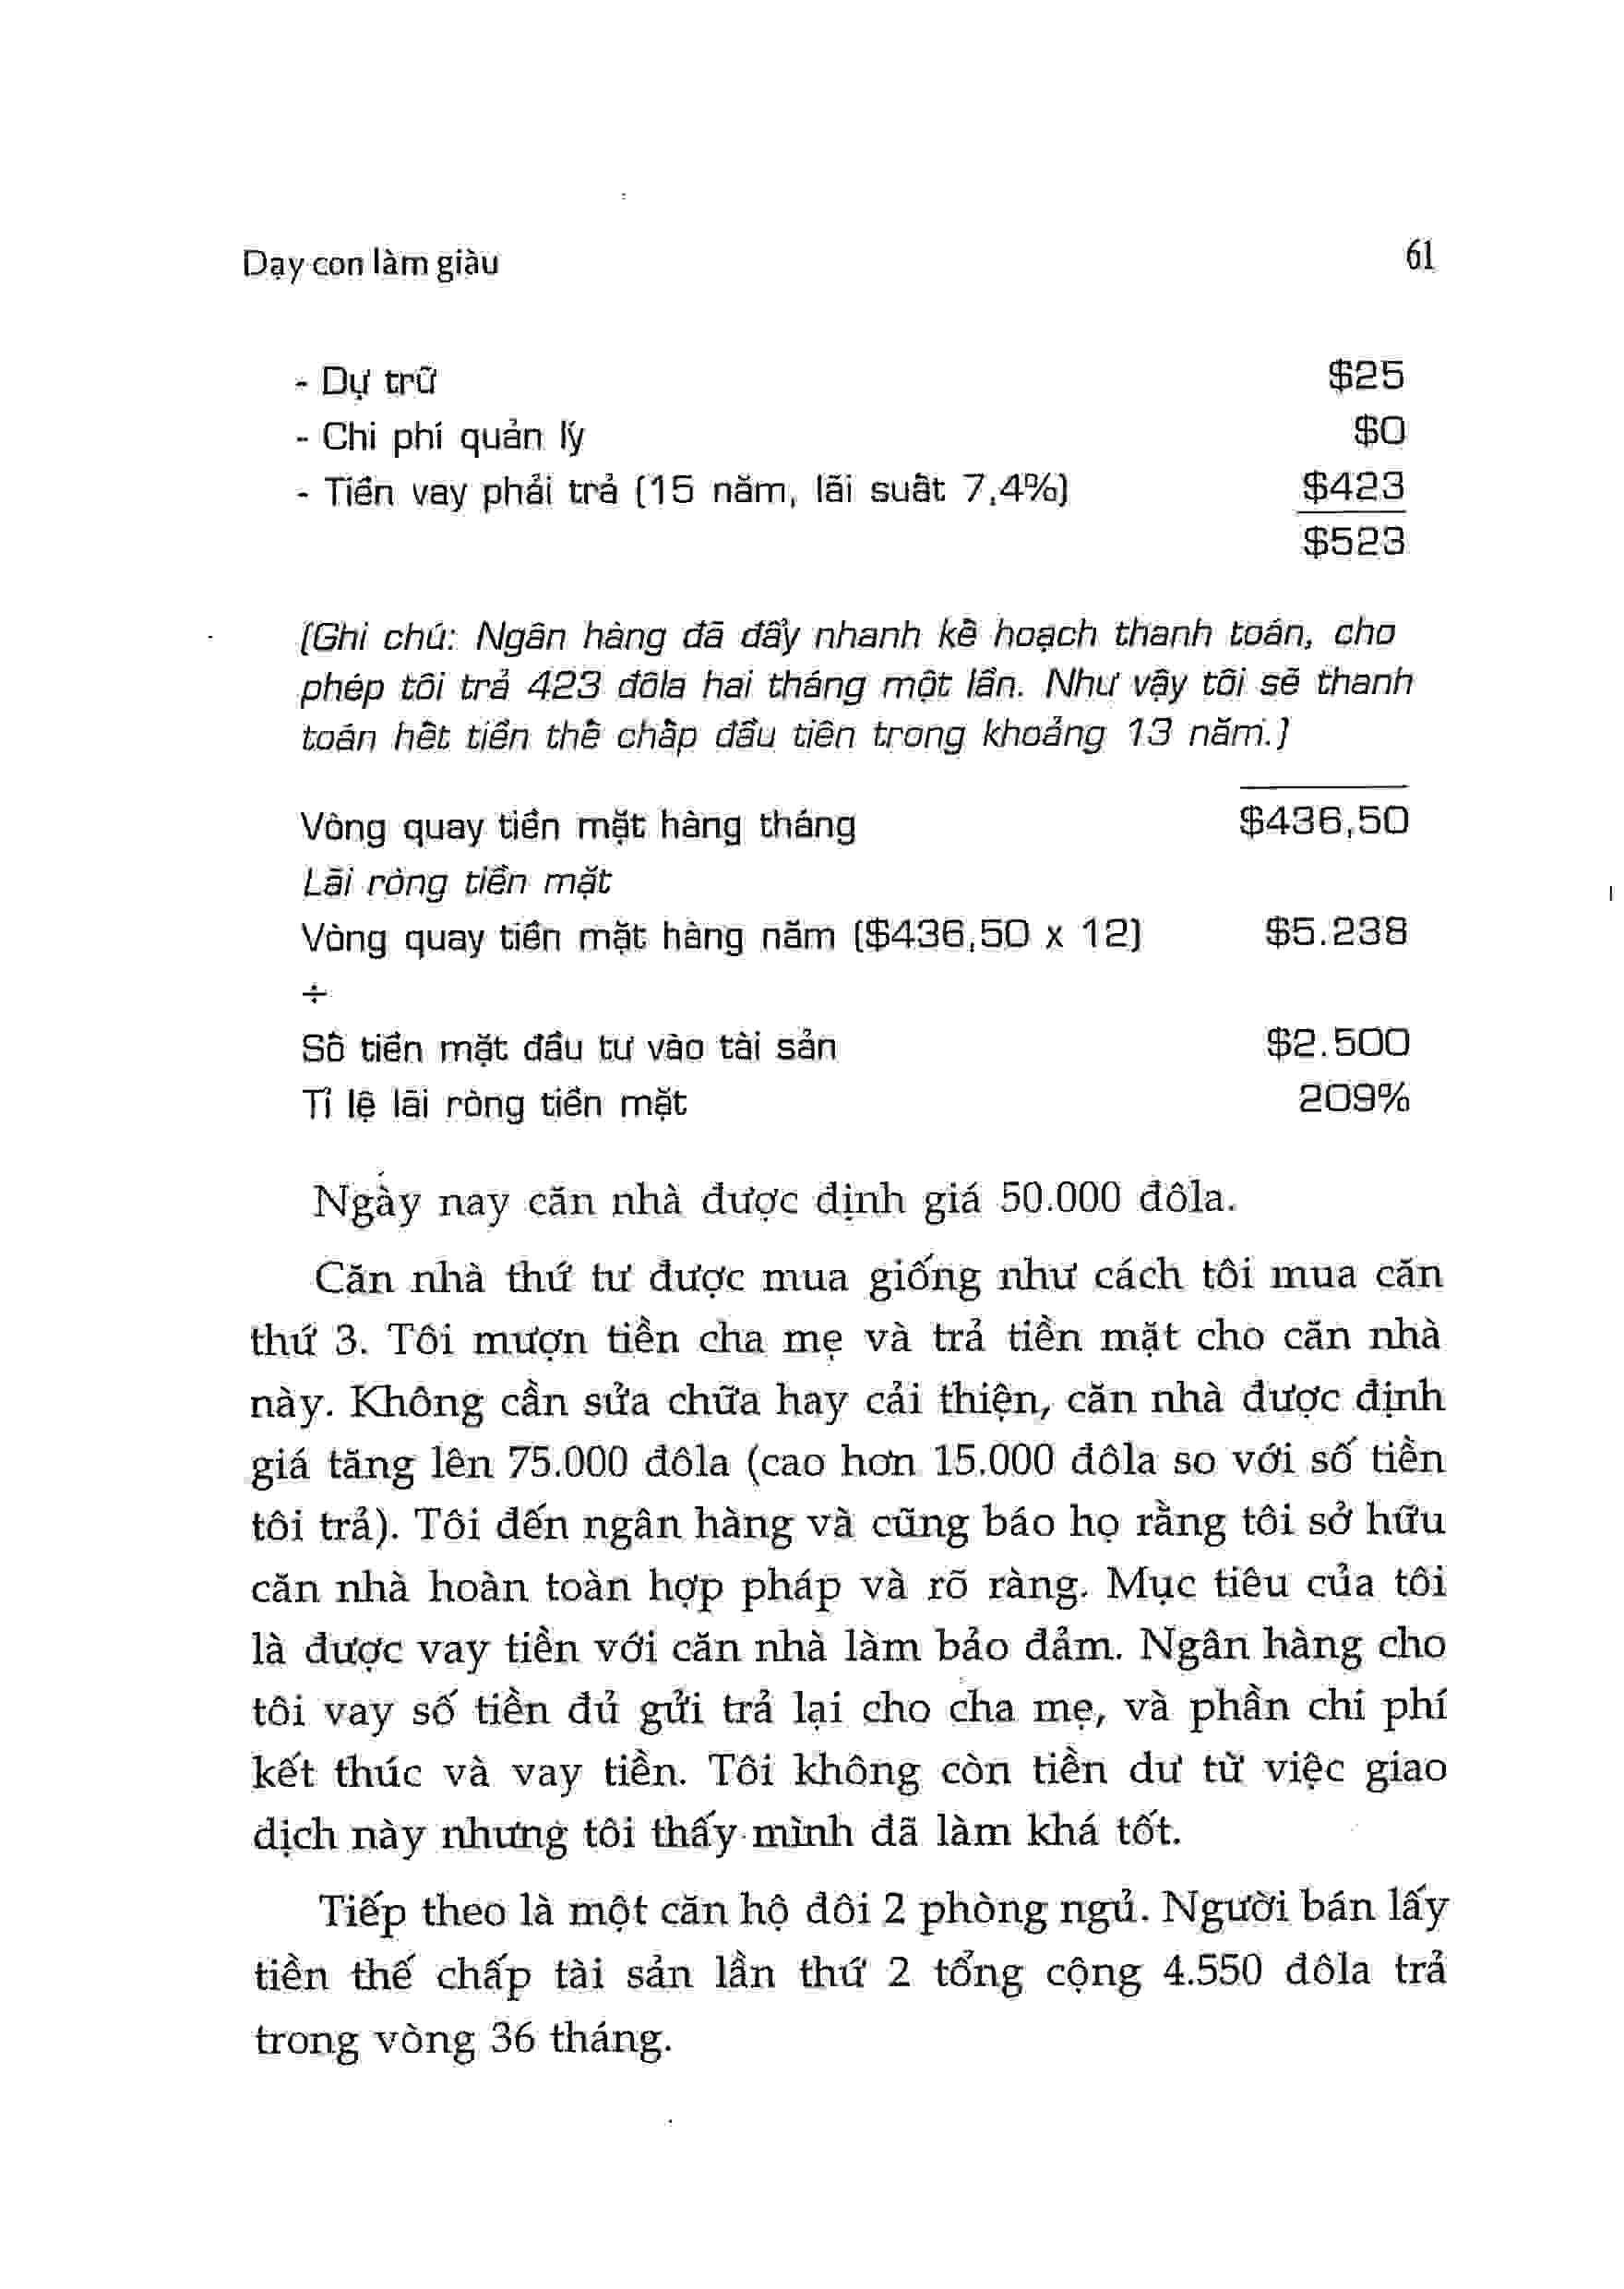 Dạy con làm giàu 61
- Dự trữ $25
- Chi phí quản lý $0
- Tiền vay phải trả (15 năm, lãi suất 7,4%) $423
$523
(Ghi chú: Ngân hàng đã đẩy nhanh kế hoạch thanh toán, cho
phép tôi trả 423 đôla hai tháng một lần. Như vậy tôi sẽ thanh
toán hết tiền thế chấp đầu tiên trong khoảng 13 năm.)
Vòng quay tiền mặt hàng tháng $436,50
Lãi ròng tiền mặt
Vòng quay tiền mặt hàng năm ($436,50 x 12) $5.238
÷
Số tiền mặt đầu tư vào tài sản $2.500
Tỉ lệ lãi ròng tiền mặt 209%
Ngày nay căn nhà được định giá 50.000 đôla.
Căn nhà thứ tư được mua giống như cách tôi mua căn
thứ 3. Tôi mượn tiền cha mẹ và trả tiền mặt cho căn nhà
này. Không cần sửa chữa hay cải thiện, căn nhà được định
giá tăng lên 75.000 đôla (cao hơn 15.000 đôla so với số tiền
tôi trả). Tôi đến ngân hàng và cũng báo họ rằng tôi sở hữu
căn nhà hoàn toàn hợp pháp và rõ ràng. Mục tiêu của tôi
là được vay tiền với căn nhà làm bảo đảm. Ngân hàng cho
tôi vay số tiền đủ gửi trả lại cho cha mẹ, và phần chi phí
kết thúc và vay tiền. Tôi không còn tiền dư từ việc giao
dịch này nhưng tôi thấy mình đã làm khá tốt.
Tiếp theo là một căn hộ đôi 2 phòng ngủ. Người bán lấy
tiền thế chấp tài sản lần thứ 2 tổng cộng 4.550 đôla trả
trong vòng 36 tháng.